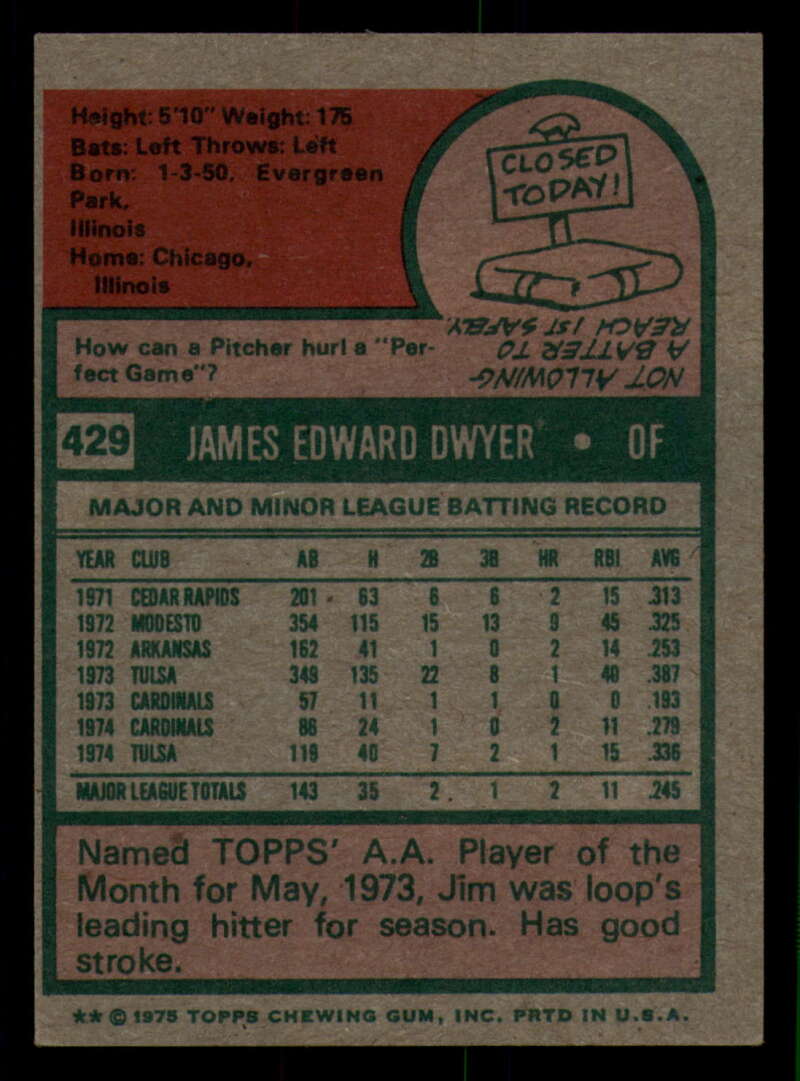 Height: 5'10" Weight: 175
Bats: Left Throws: Left
Born: 1-3-50, Evergreen
Park,
Illinois
Home: Chicago,
Illinois
CLOSED
TODAY!
How can a Pitcher hurl a "Per-
fect Game"?
NOT ALLOWING
A BATTER TO
REACH 1ST SAFELY.
429 JAMES EDWARD DWYER • OF
MAJOR AND MINOR LEAGUE BATTING RECORD
YEAR CLUB AB H 2B 3B HR RBI AVG
1971 CEDAR RAPIDS 201 63 6 6 2 15 .313
1972 MODESTO 354 115 15 13 9 45 .325
1972 ARKANSAS 162 41 1 0 2 14 .253
1973 TULSA 349 135 22 8 1 40 .387
1973 CARDINALS 57 11 1 1 0 0 .193
1974 CARDINALS 86 24 1 0 2 11 .279
1974 TULSA 119 40 7 2 1 15 .336
MAJOR LEAGUE TOTALS 143 35 2 1 2 11 .245
Named TOPPS' A.A. Player of the
Month for May, 1973, Jim was loop's
leading hitter for season. Has good
stroke.
** © 1975 TOPPS CHEWING GUM, INC. PRTD IN U.S.A.